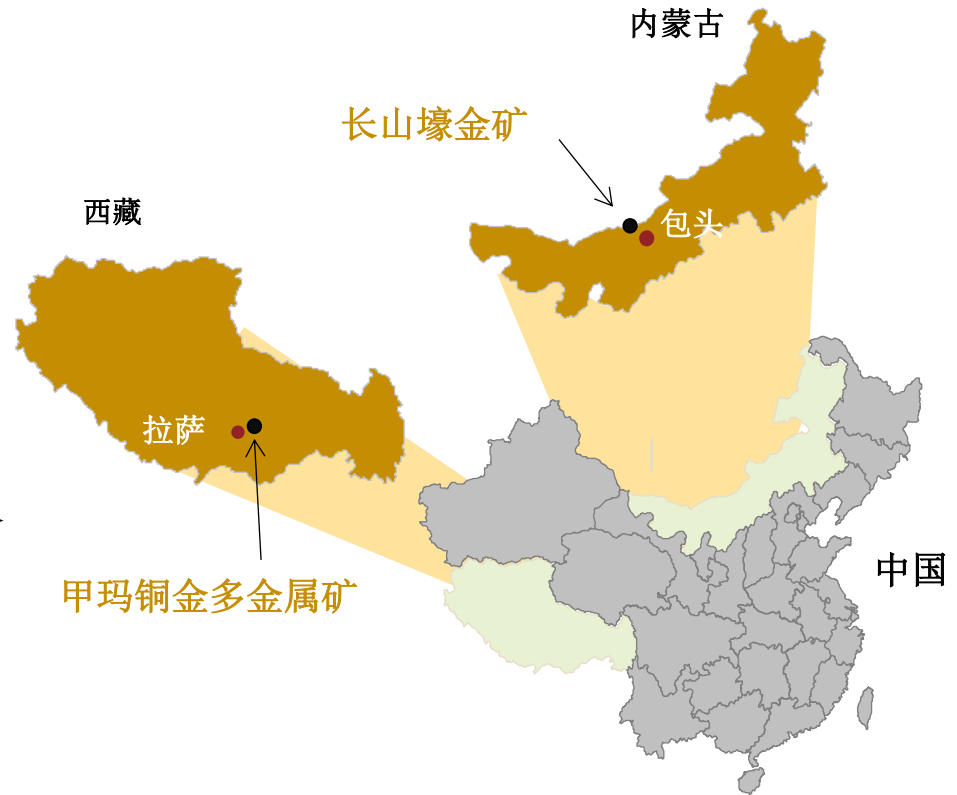 内蒙古
长山壕金矿
西藏
包头
拉萨
中国
甲玛铜金多金属矿